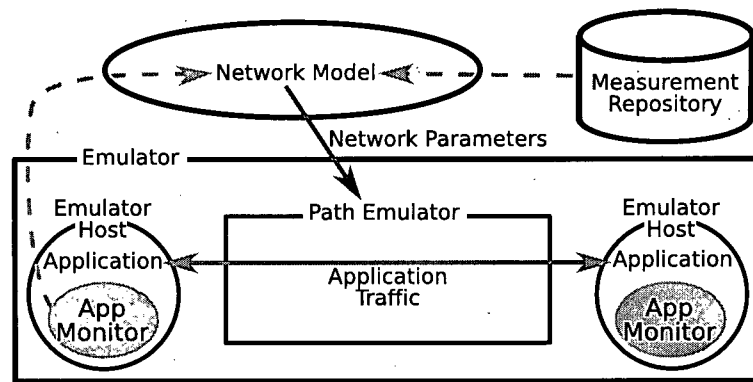 Network Model
Measurement
Repository
Network Parameters
Emulator
Emulator
Host
Application
App
Monitor
Path Emulator
Application
Traffic
Emulator
Host
Application
App
Monitor